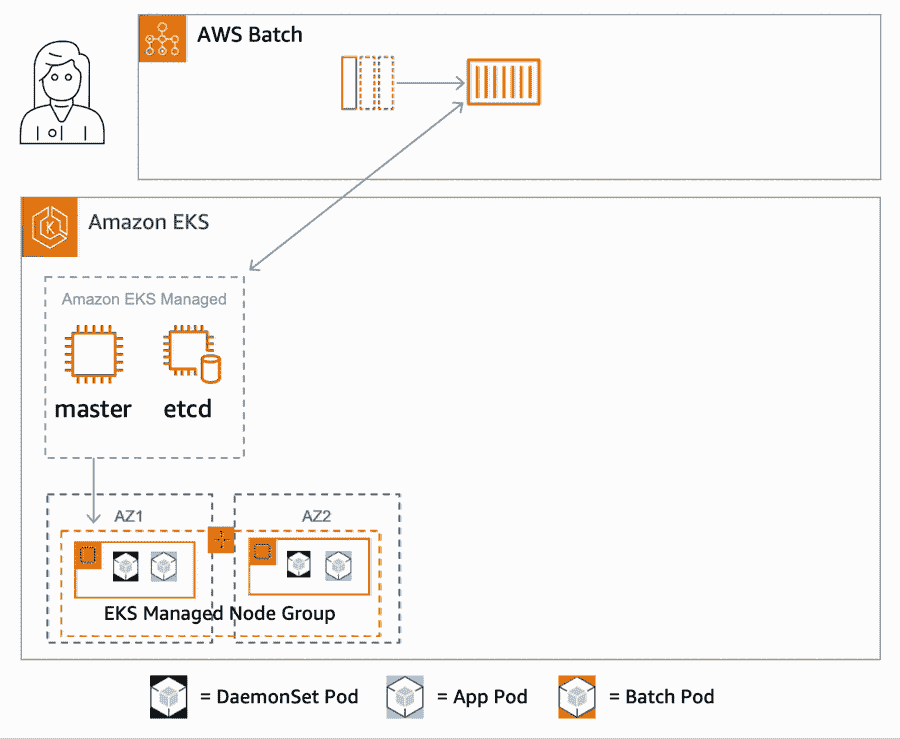 AWS Batch
Amazon EKS
Amazon EKS Managed
master
etcd
AZ1
AZ2
EKS Managed Node Group
= DaemonSet Pod
= App Pod
= Batch Pod